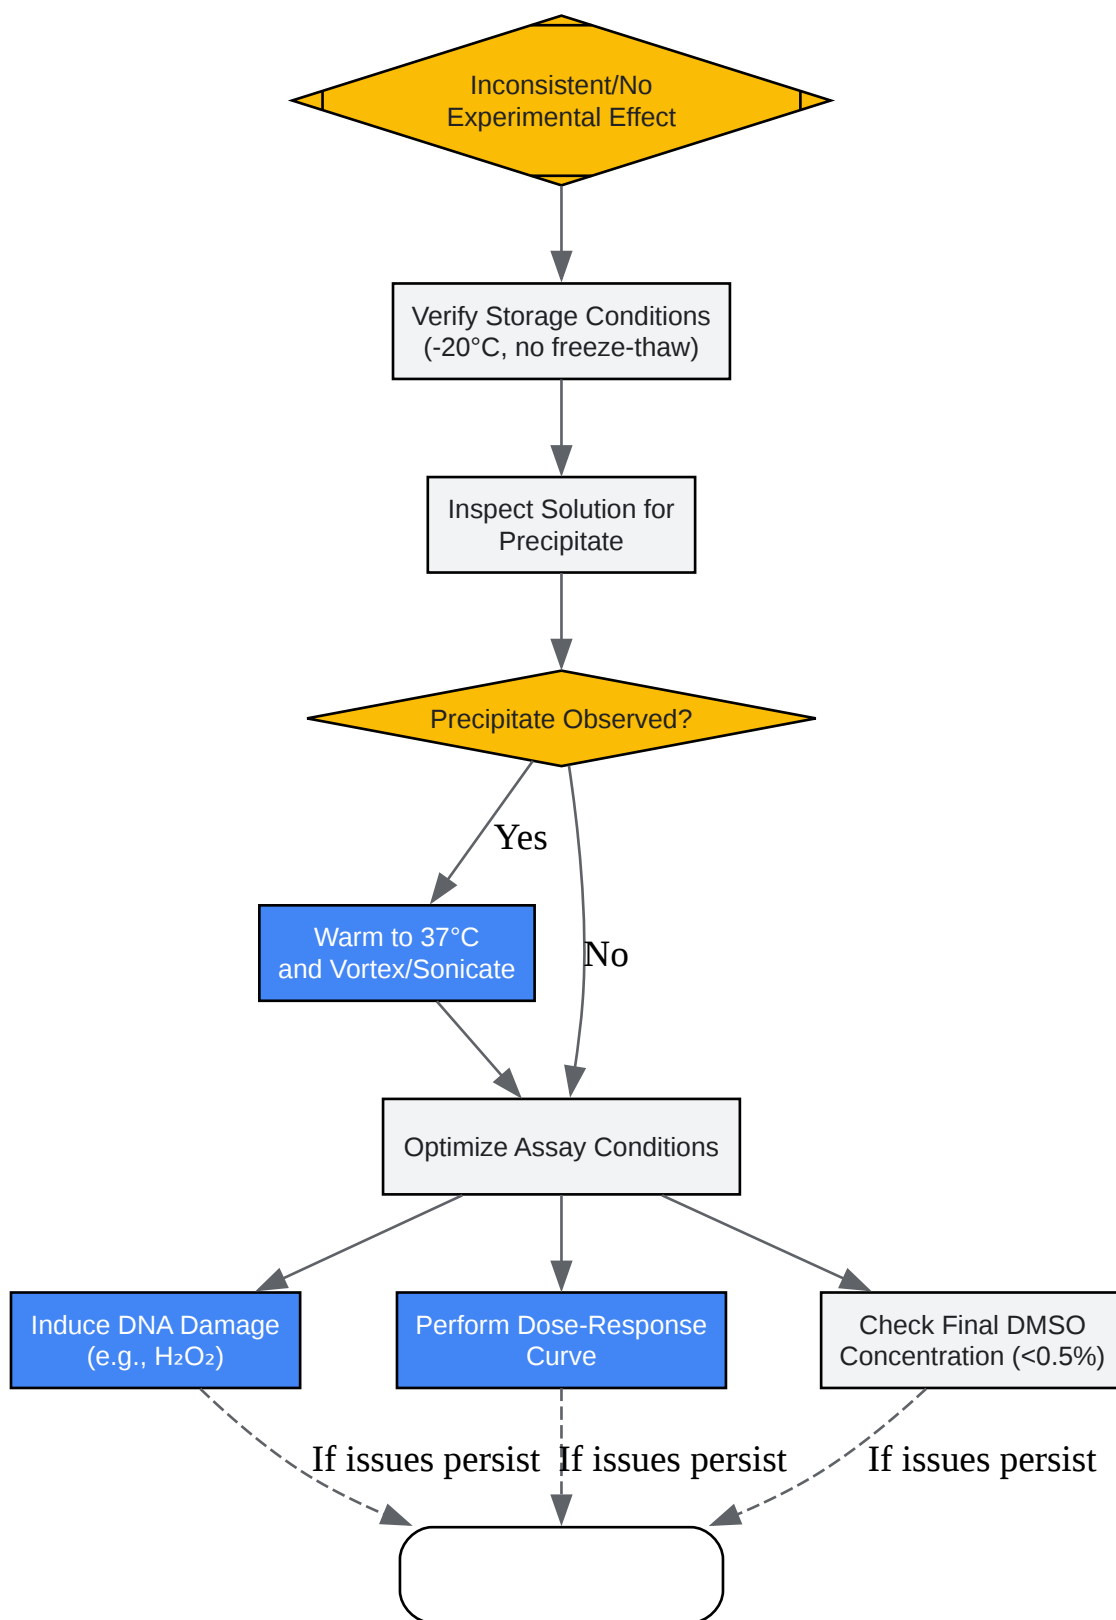 Inconsistent/No
Experimental Effect
Verify Storage Conditions
(-20°C, no freeze-thaw)
Inspect Solution for
Precipitate
Precipitate Observed?
Yes
Warm to 37°C
and Vortex/Sonicate
No
Optimize Assay Conditions
Induce DNA Damage
(e.g., H₂O₂)
Perform Dose-Response
Curve
Check Final DMSO
Concentration (<0.5%)
If issues persist
If issues persist
If issues persist